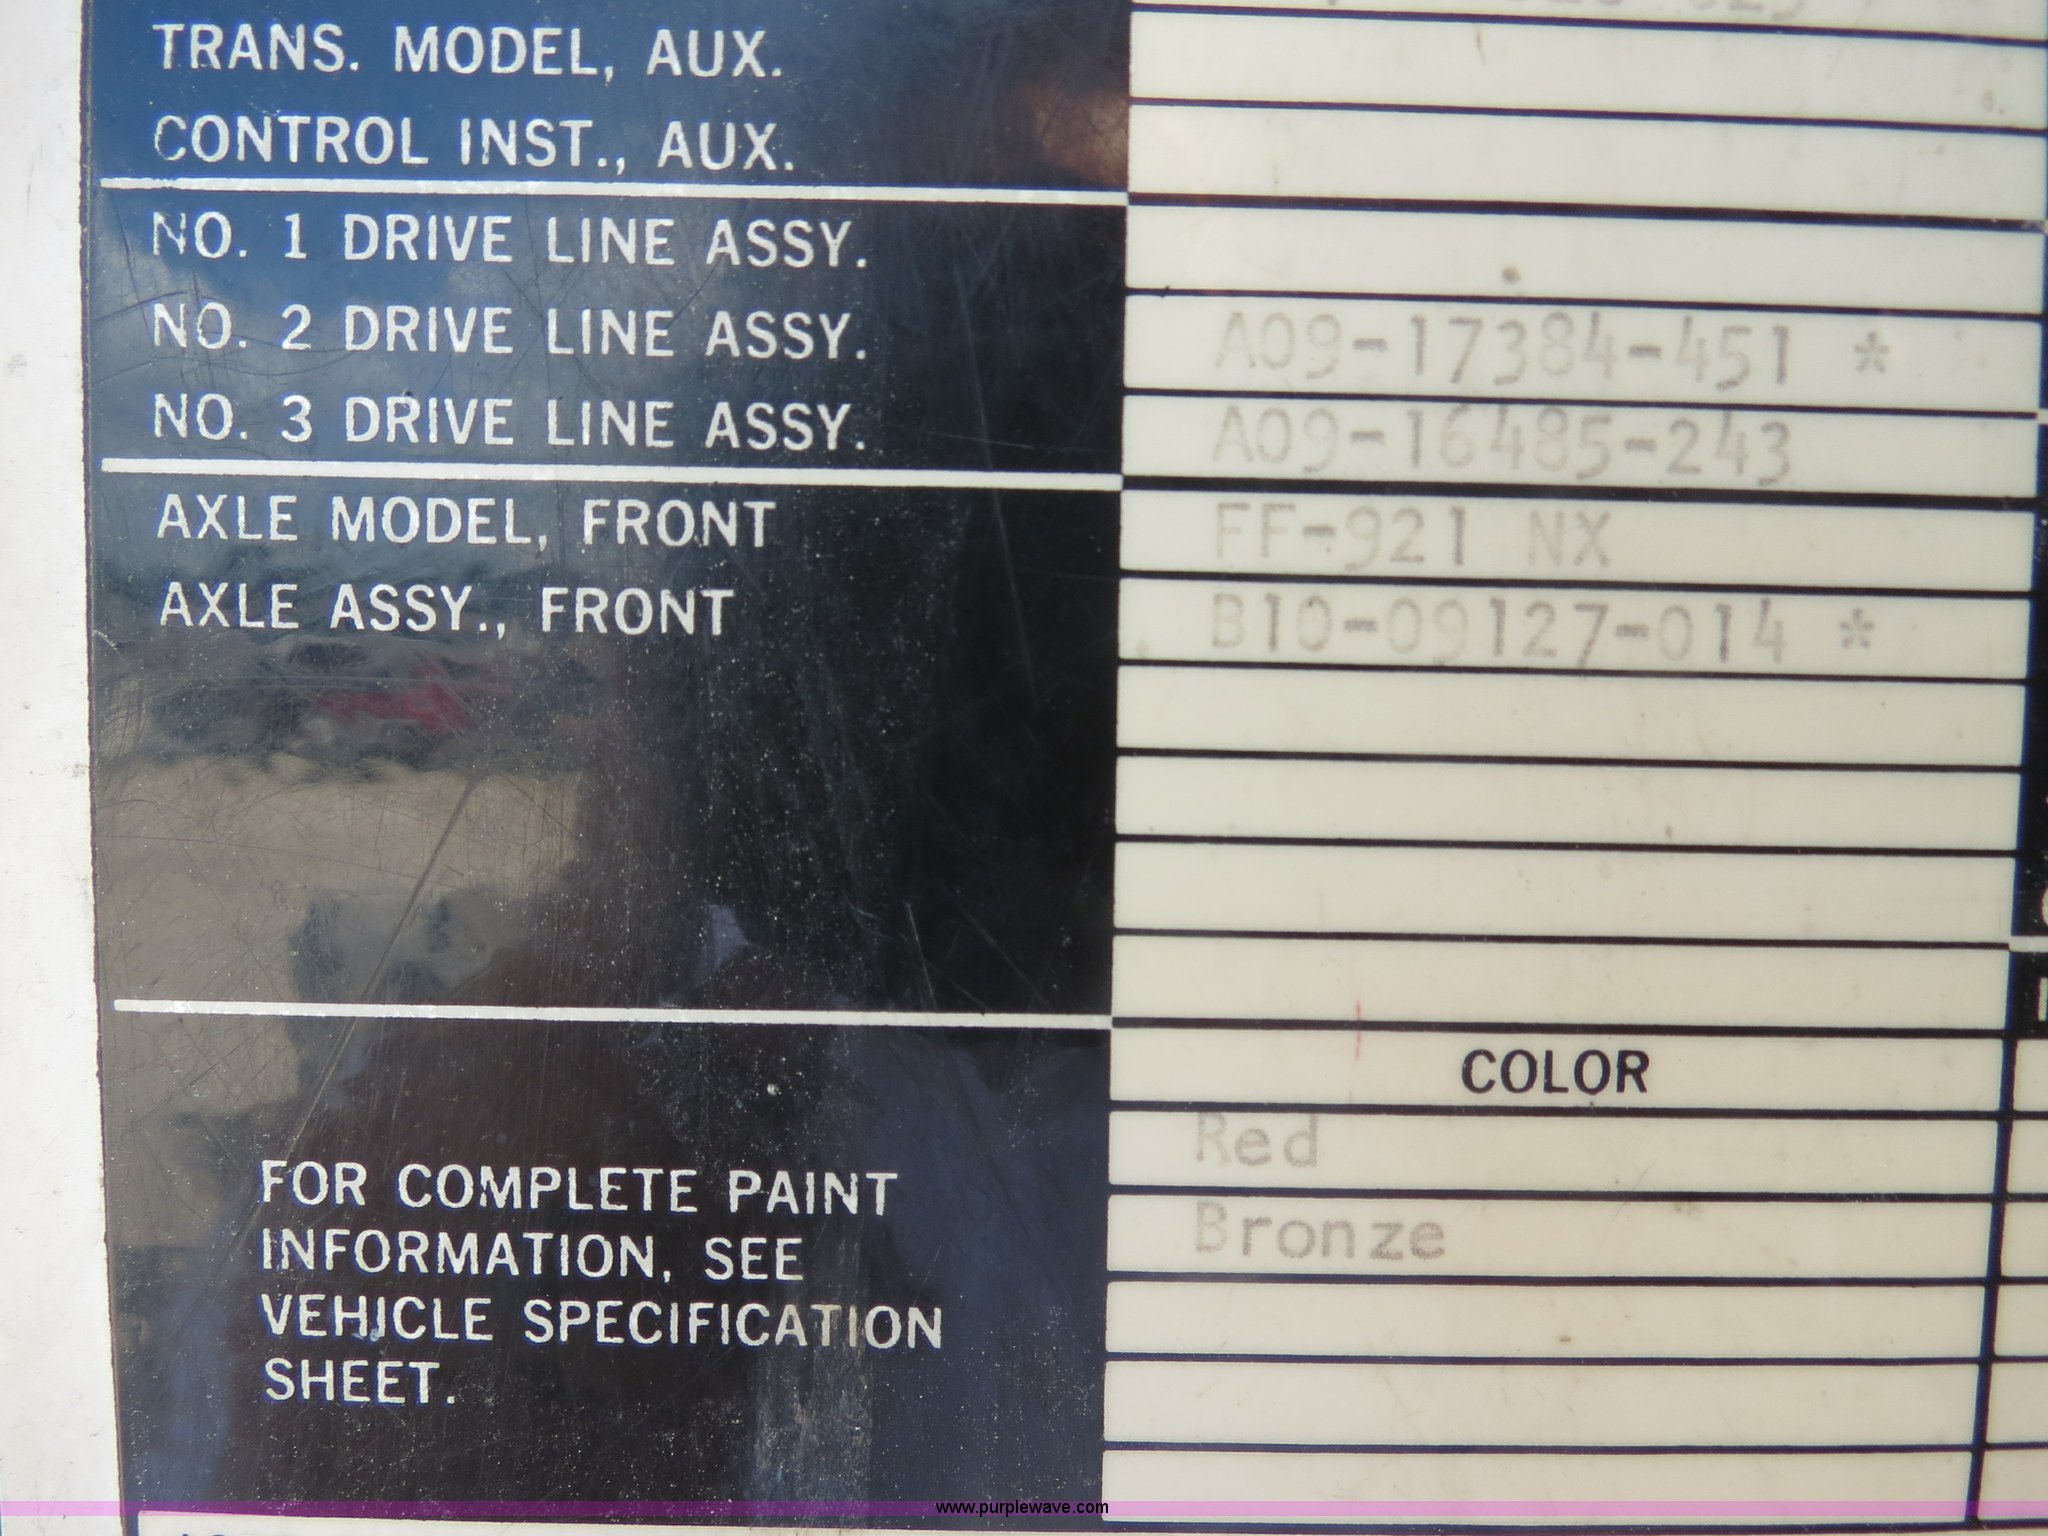 TRANS. MODEL, AUX.
CONTROL INST., AUX.
NO. 1 DRIVE LINE ASSY.
NO. 2 DRIVE LINE ASSY. A09-17384-451 *
NO. 3 DRIVE LINE ASSY. A09-16485-243
AXLE MODEL, FRONT FF-921 NX
AXLE ASSY., FRONT B10-09127-014 *
COLOR
Red
Bronze
FOR COMPLETE PAINT
INFORMATION, SEE
VEHICLE SPECIFICATION
SHEET.
www.purplewave.com